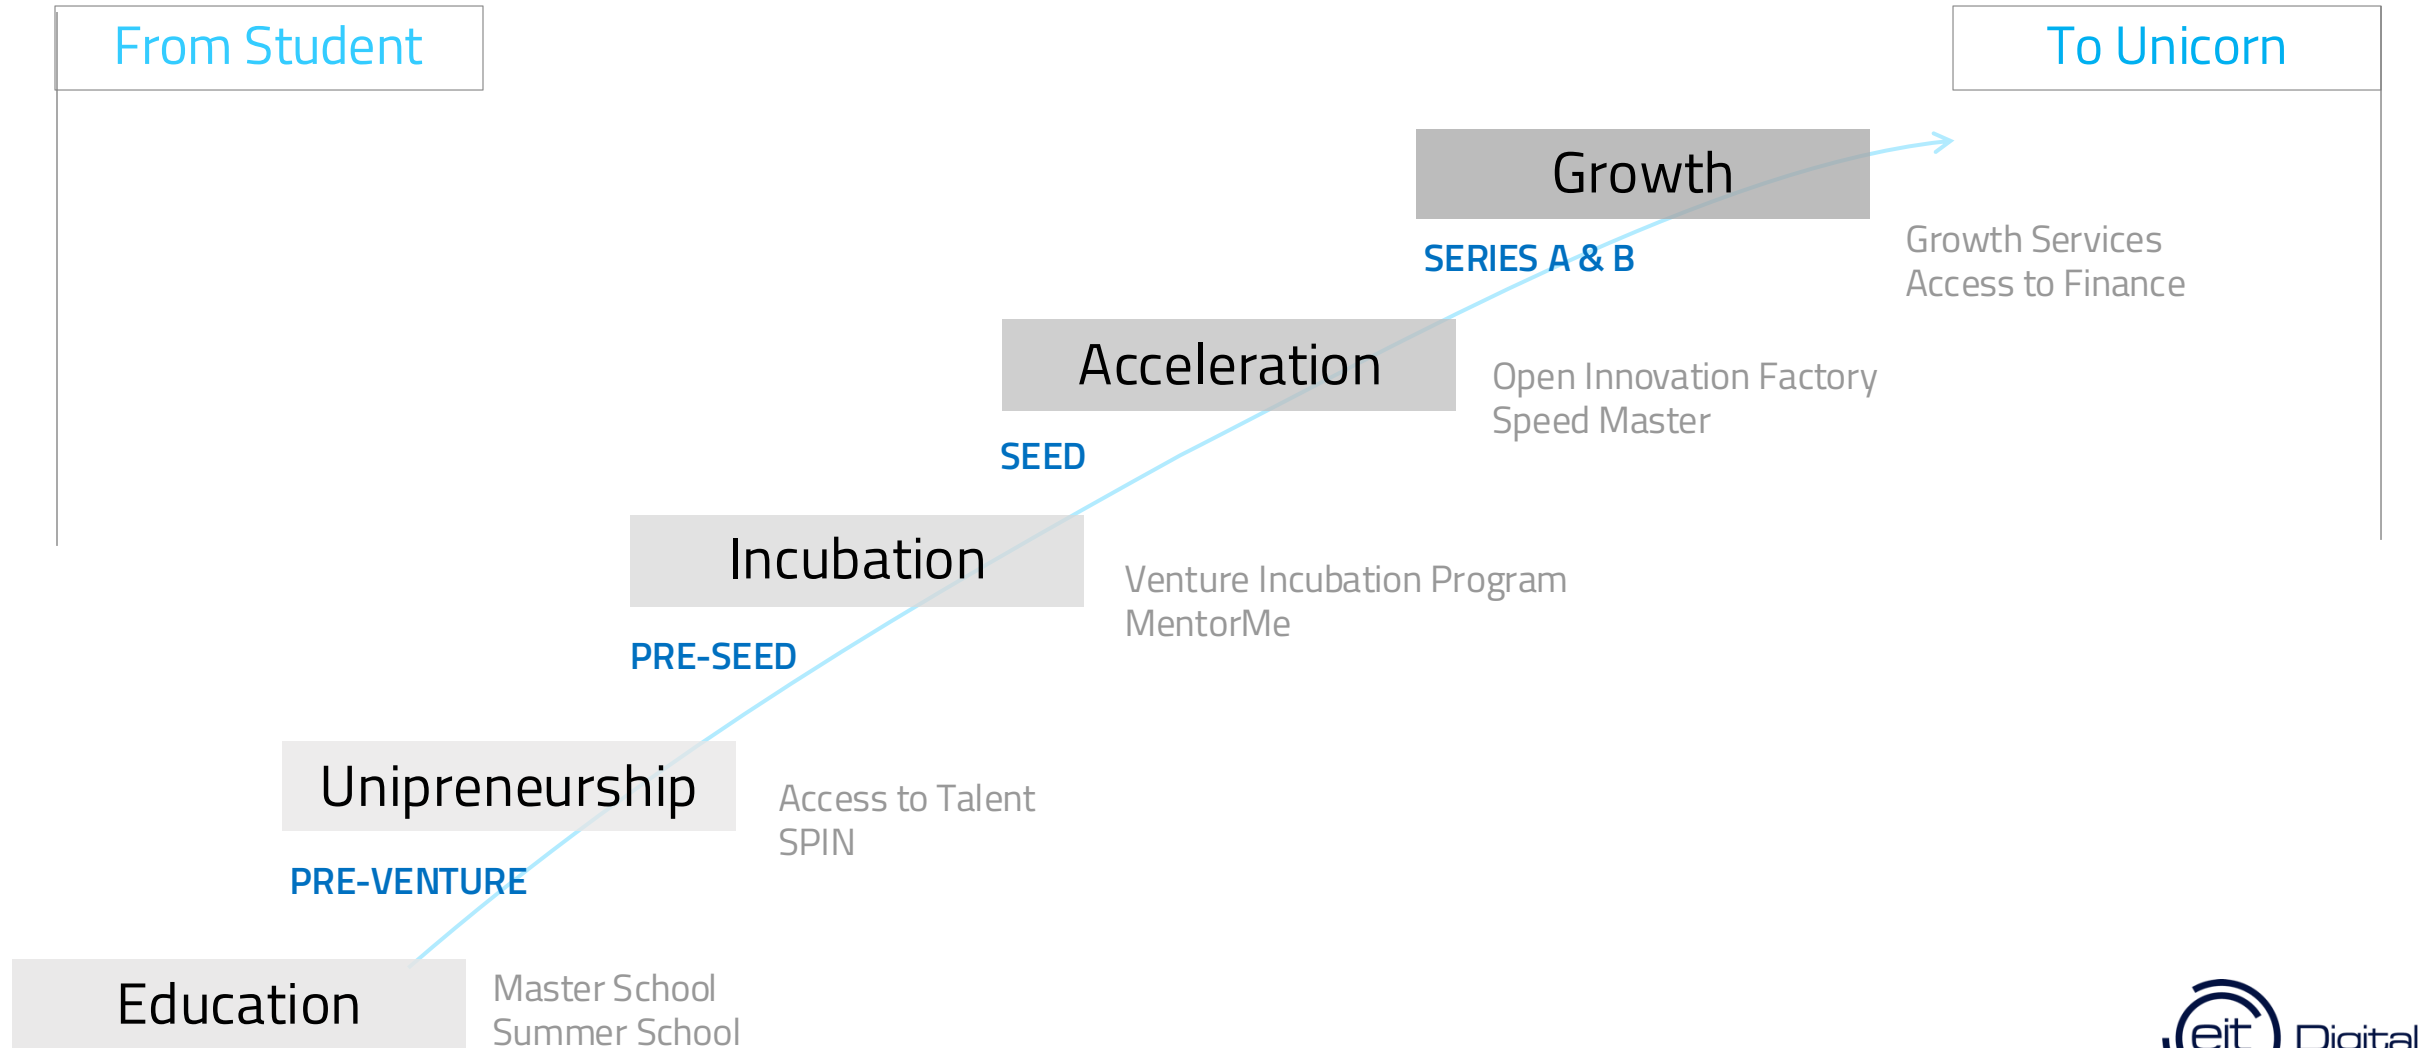 From Student
To Unicorn
Growth
SERIES A & B
Growth Services
Access to Finance
Acceleration
Open Innovation Factory
Speed Master
SEED
Incubation
Venture Incubation Program
MentorMe
PRE-SEED
Unipreneurship
Access to Talent
SPIN
PRE-VENTURE
Education
Master School
Summer School
eit Digital